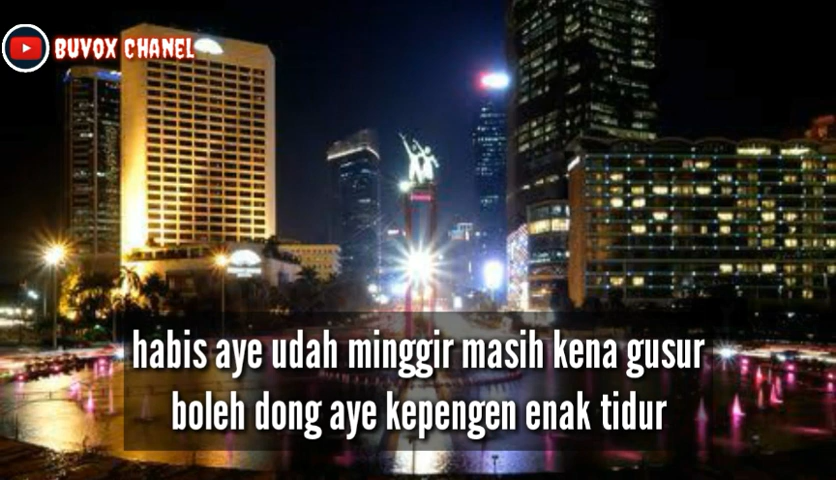 BUVOX CHANEL
habis aye udah minggir masih kena gusur
boleh dong aye kepengen enak tidur